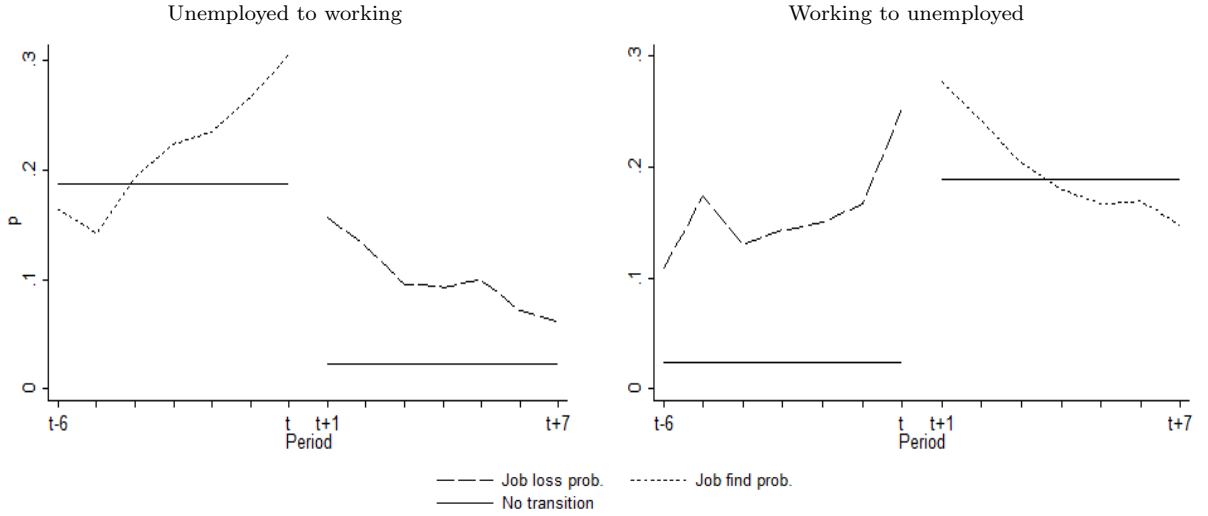 Unemployed to working
Working to unemployed
.3
.2
p
.1
0
t-6 t t+1 t+7
Period
.3
.2
.1
0
t-6 t t+1 t+7
Period
Job loss prob. Job find prob.
No transition